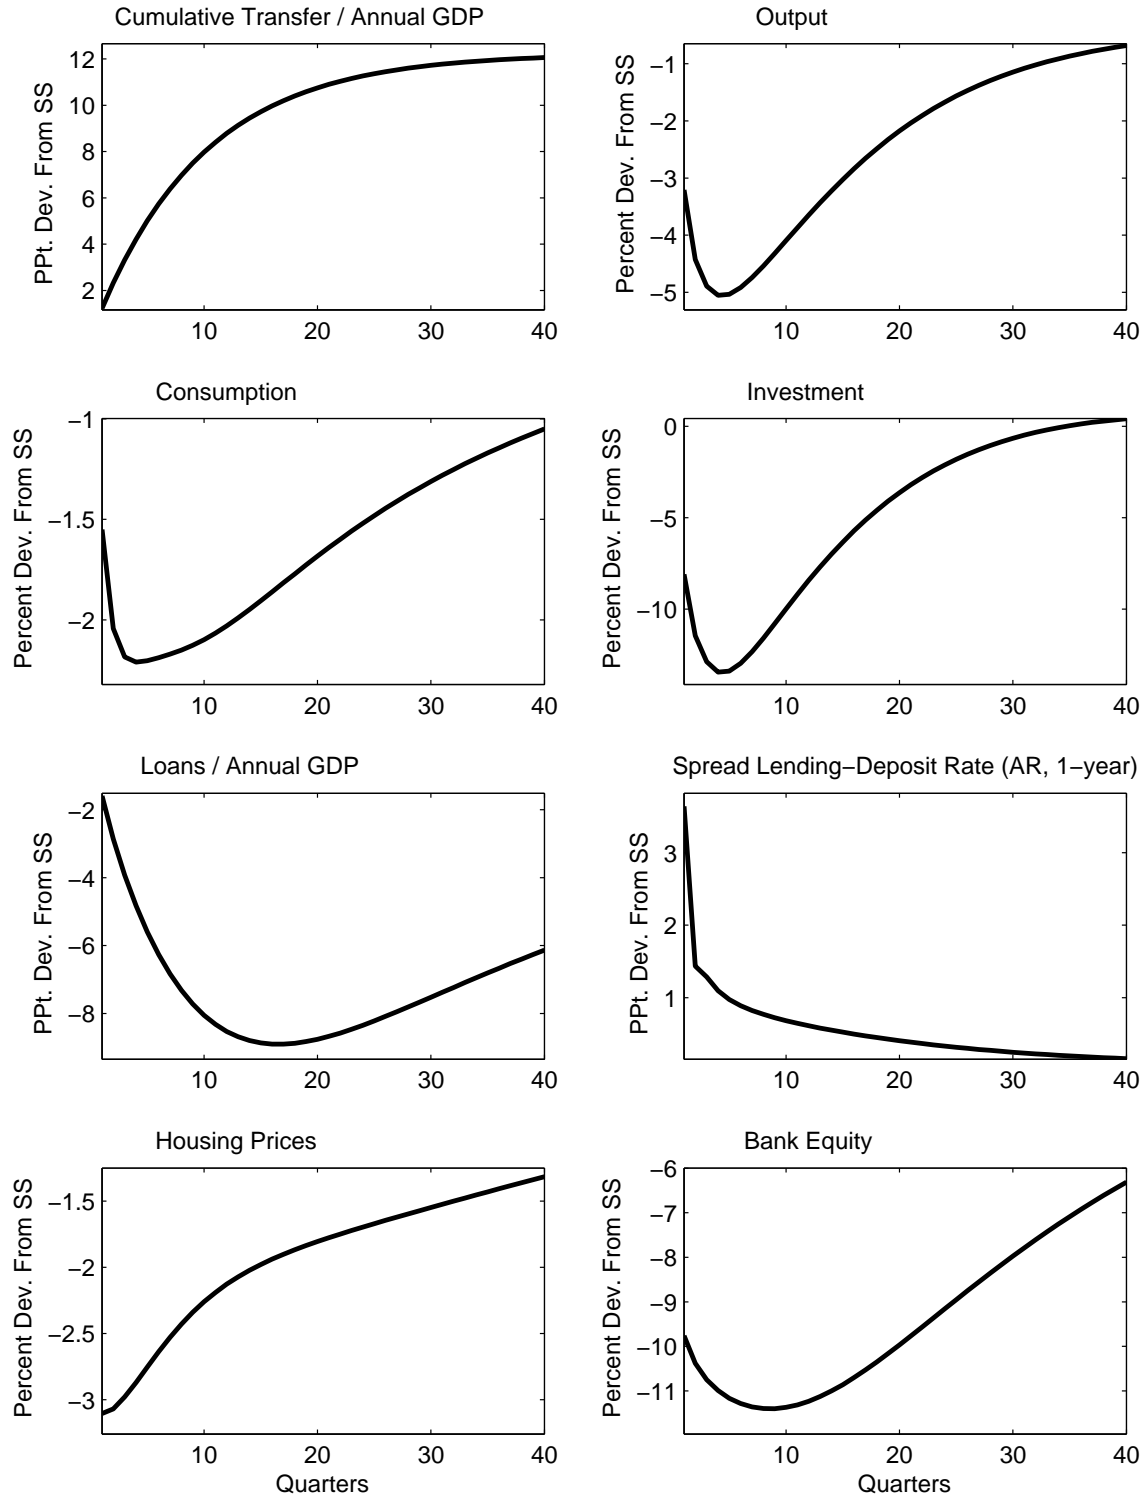 Cumulative Transfer / Annual GDP
PPt. Dev. From SS
12
10
8
6
4
2
10 20 30 40
Output
Percent Dev. From SS
−1
−2
−3
−4
−5
10 20 30 40
Consumption
Percent Dev. From SS
−1
−1.5
−2
10 20 30 40
Investment
Percent Dev. From SS
0
−5
−10
10 20 30 40
Loans / Annual GDP
PPt. Dev. From SS
−2
−4
−6
−8
10 20 30 40
Spread Lending−Deposit Rate (AR, 1−year)
PPt. Dev. From SS
3
2
1
10 20 30 40
Housing Prices
Percent Dev. From SS
−1.5
−2
−2.5
−3
10 20 30 40
Quarters
Bank Equity
Percent Dev. From SS
−6
−7
−8
−9
−10
−11
10 20 30 40
Quarters